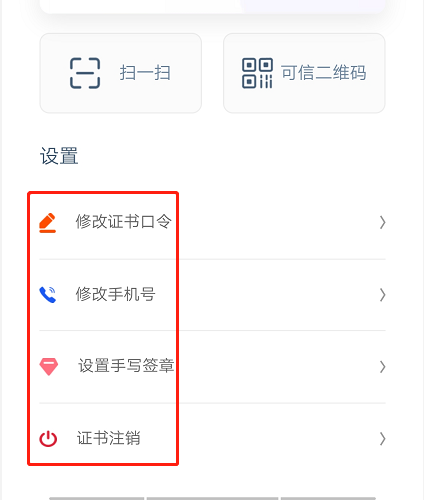 扫一扫
可信二维码
设置
修改证书口令
修改手机号
设置手写签章
证书注销